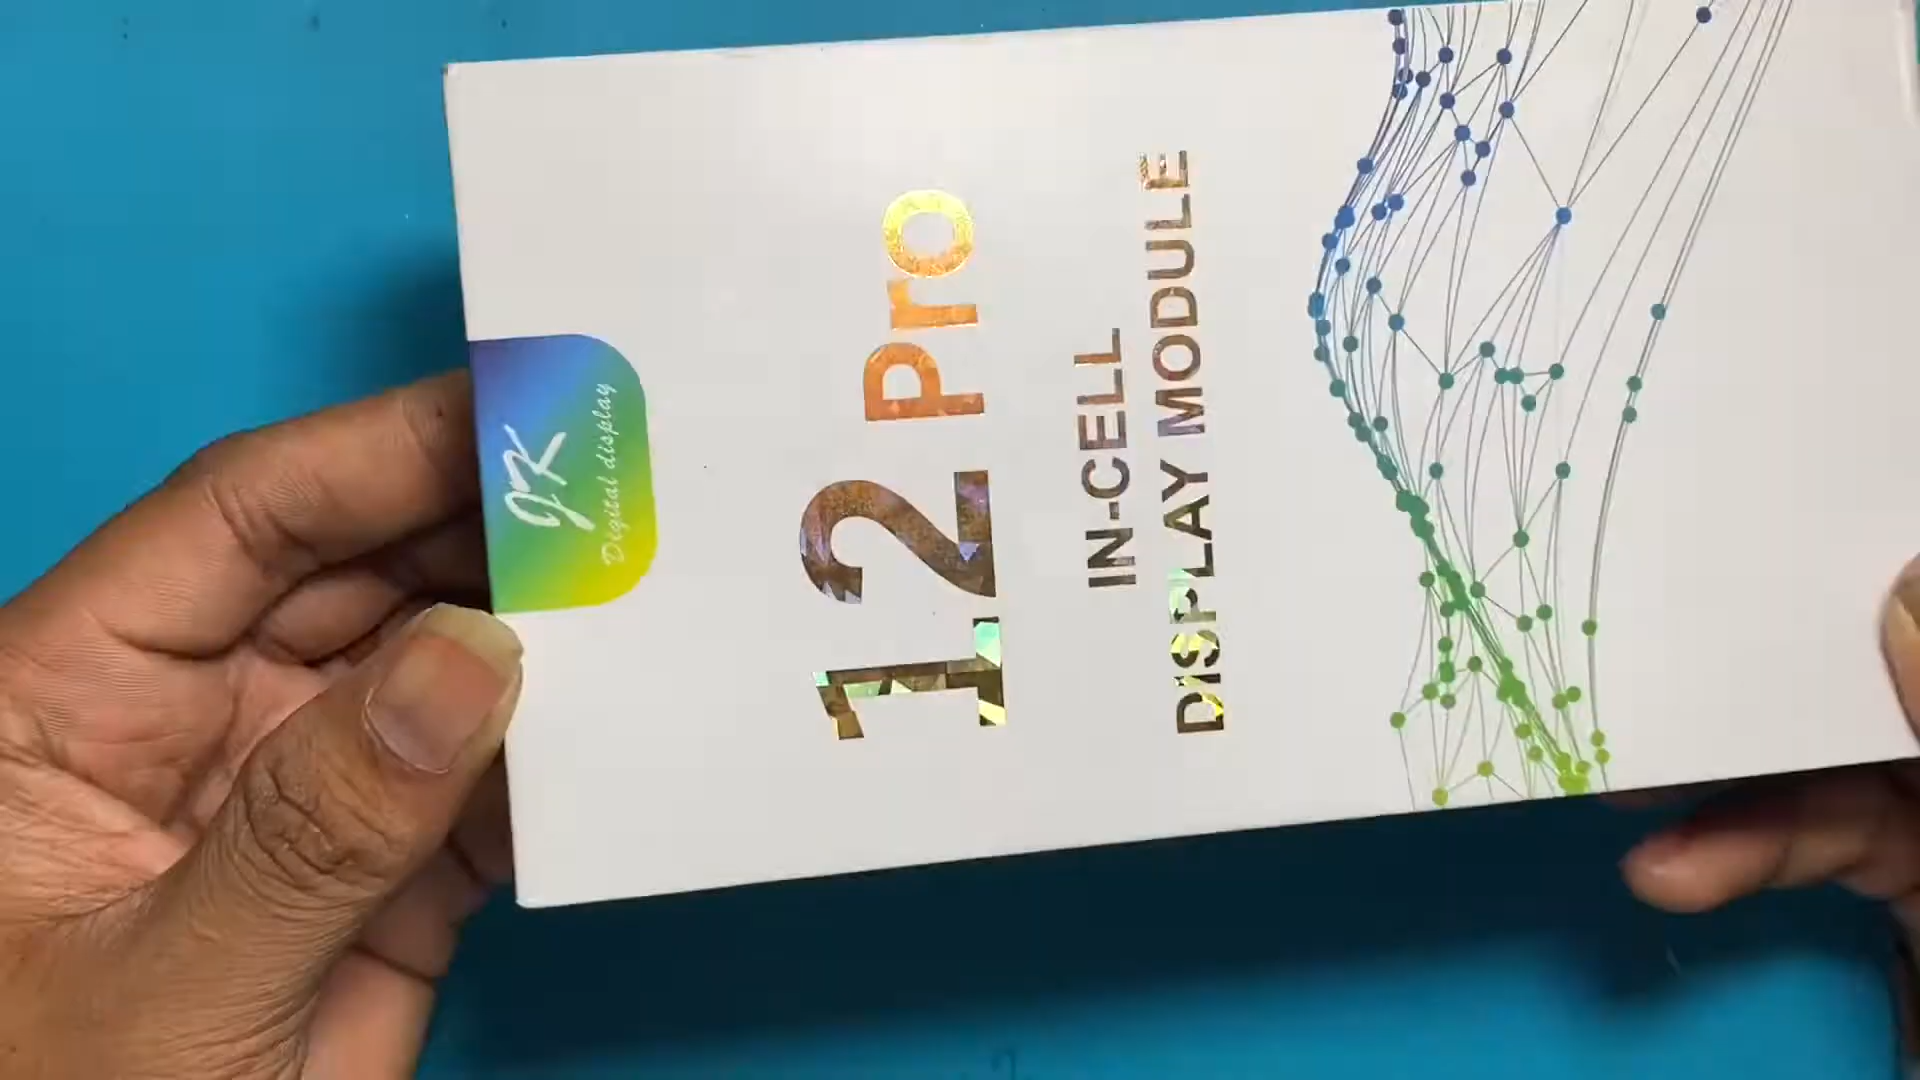 JK
Digital display
12 Pro
IN-CELL
DISPLAY MODULE